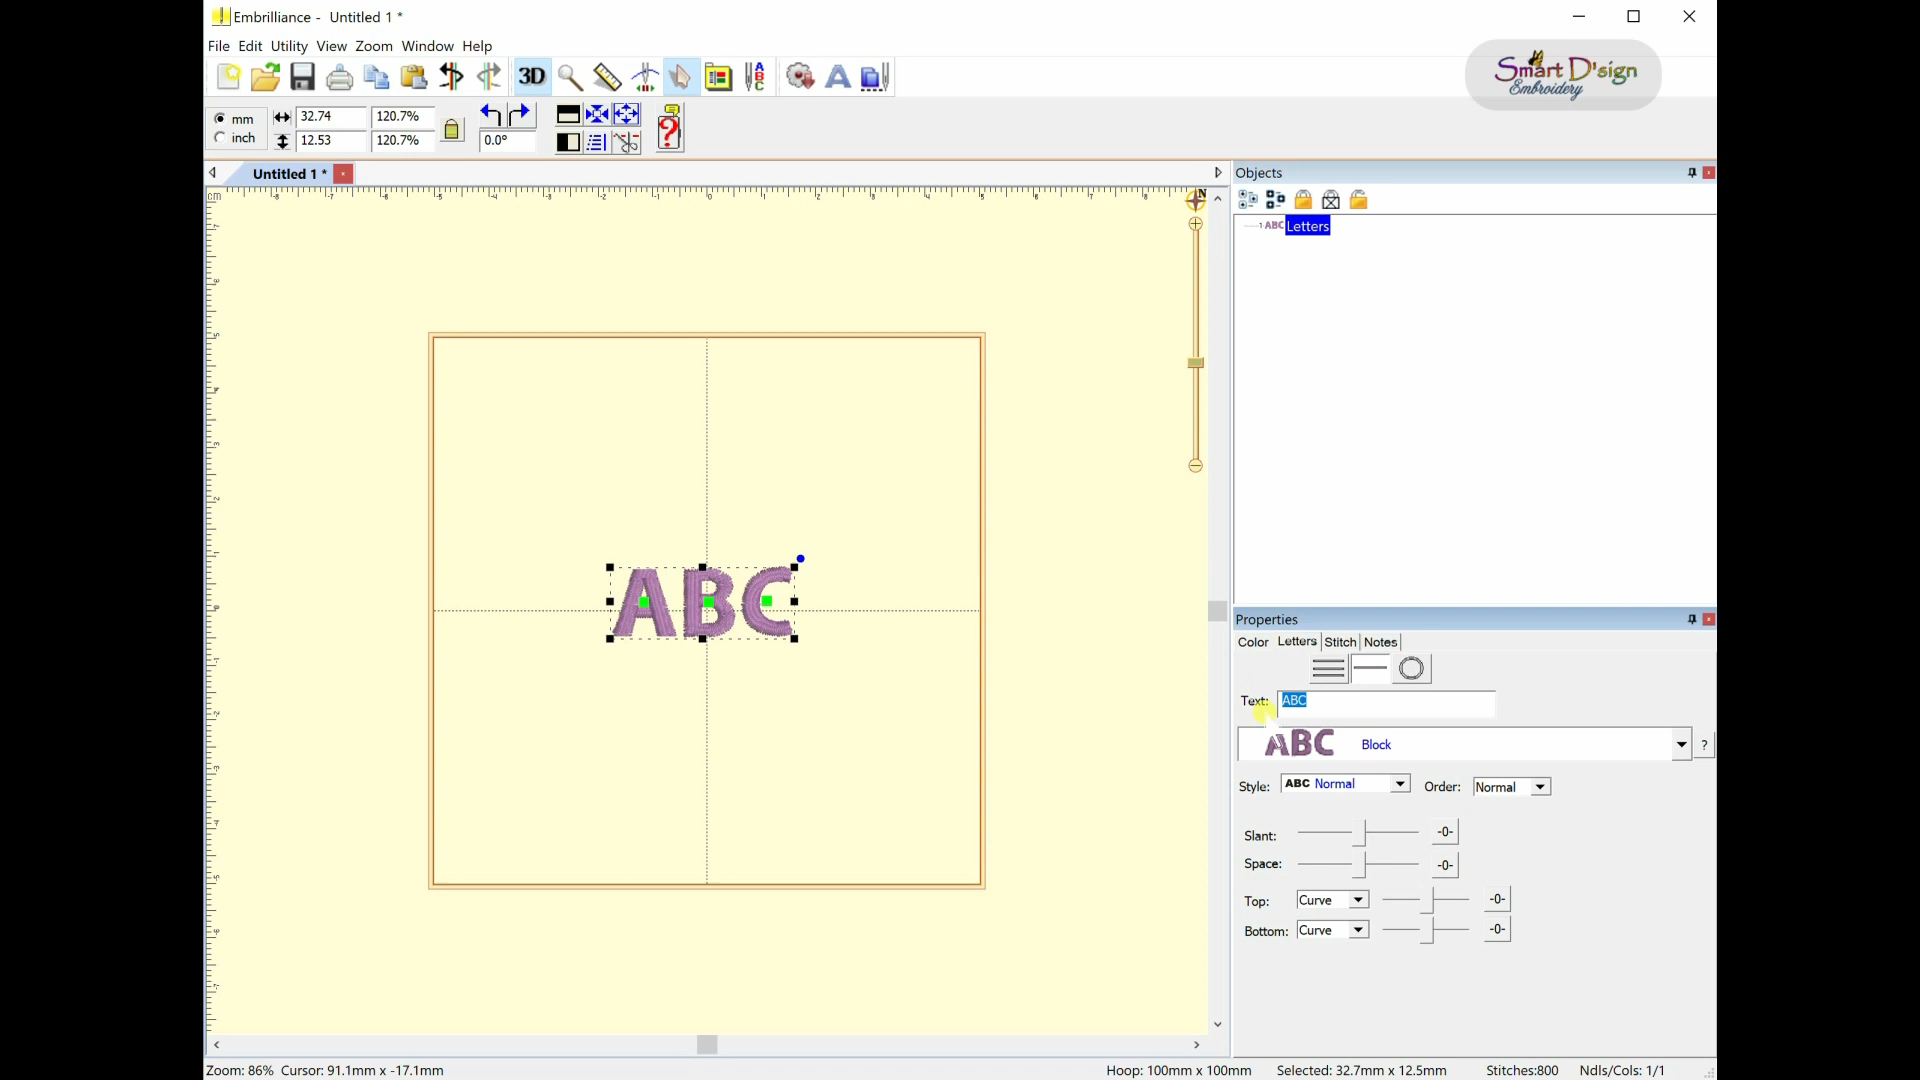 Embrilliance - Untitled 1 *
File Edit Utility View Zoom Window Help
3D
ABC
Smart D'sign
Embroidery
mm
inch
32.74
120.7%
12.53
120.7%
0.0°
Untitled 1 *
Objects
cm
N
1 ABC Letters
ABC
Properties
Color Letters Stitch Notes
Text: ABC
ABC Block ?
Style: ABC Normal Order: Normal
Slant: -0-
Space: -0-
Top: Curve -0-
Bottom: Curve -0-
Zoom: 86% Cursor: 91.1mm x -17.1mm Hoop: 100mm x 100mm Selected: 32.7mm x 12.5mm Stitches:800 Ndls/Cols: 1/1